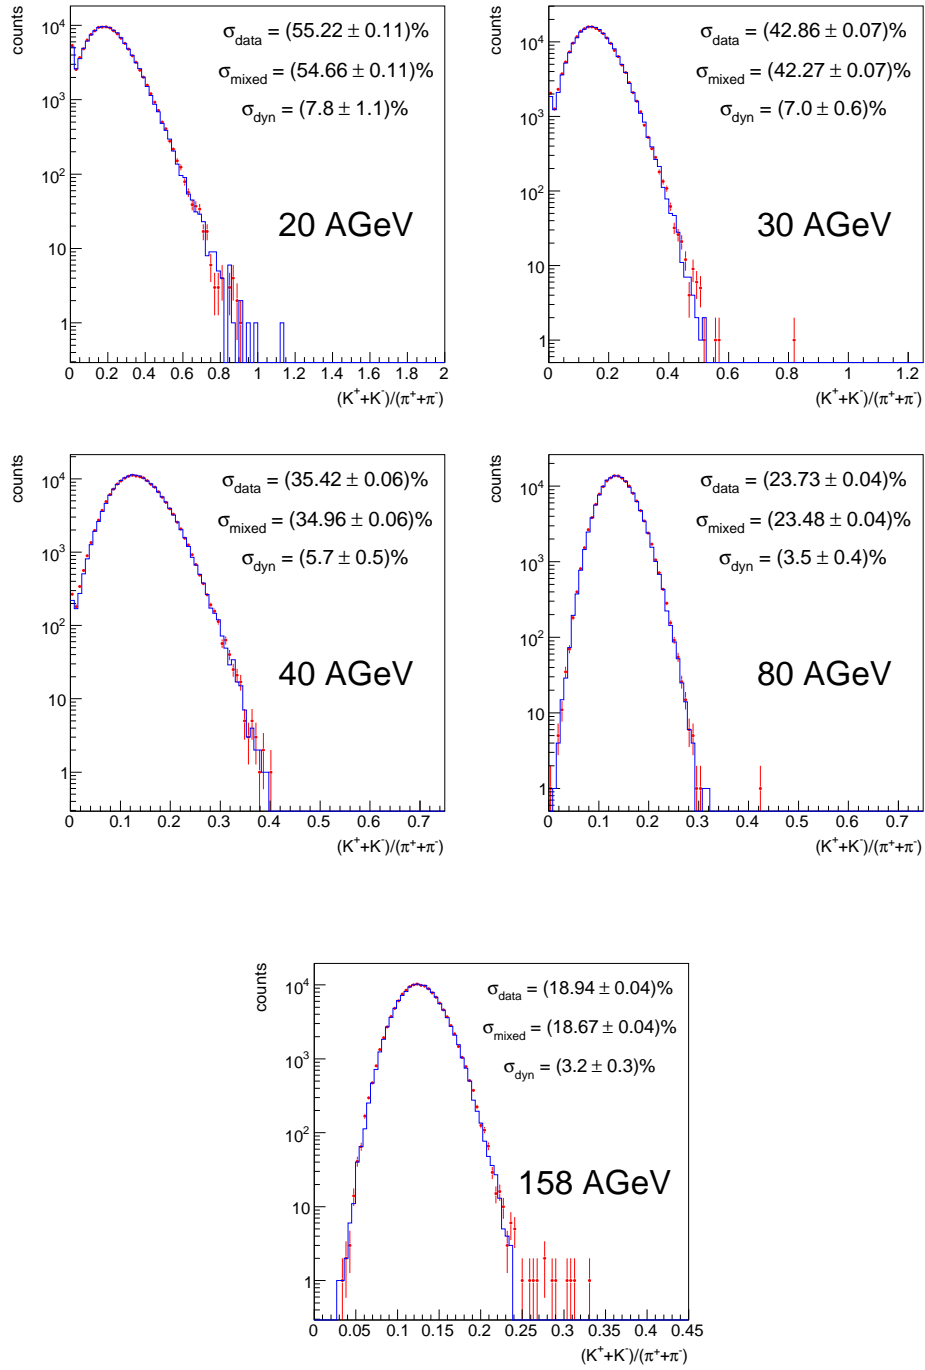 counts
10⁴
10³
10²
10
1
σdata = (55.22 ± 0.11)%
σmixed = (54.66 ± 0.11)%
σdyn = (7.8 ± 1.1)%
20 AGeV
0 0.2 0.4 0.6 0.8 1 1.2 1.4 1.6 1.8 2
(K⁺+K⁻)/(π⁺+π⁻)
counts
10⁴
10³
10²
10
1
σdata = (42.86 ± 0.07)%
σmixed = (42.27 ± 0.07)%
σdyn = (7.0 ± 0.6)%
30 AGeV
0 0.2 0.4 0.6 0.8 1 1.2
(K⁺+K⁻)/(π⁺+π⁻)
counts
10⁴
10³
10²
10
1
σdata = (35.42 ± 0.06)%
σmixed = (34.96 ± 0.06)%
σdyn = (5.7 ± 0.5)%
40 AGeV
0 0.1 0.2 0.3 0.4 0.5 0.6 0.7
(K⁺+K⁻)/(π⁺+π⁻)
counts
10⁴
10³
10²
10
1
σdata = (23.73 ± 0.04)%
σmixed = (23.48 ± 0.04)%
σdyn = (3.5 ± 0.4)%
80 AGeV
0 0.1 0.2 0.3 0.4 0.5 0.6 0.7
(K⁺+K⁻)/(π⁺+π⁻)
counts
10⁴
10³
10²
10
1
σdata = (18.94 ± 0.04)%
σmixed = (18.67 ± 0.04)%
σdyn = (3.2 ± 0.3)%
158 AGeV
0 0.05 0.1 0.15 0.2 0.25 0.3 0.35 0.4 0.45
(K⁺+K⁻)/(π⁺+π⁻)